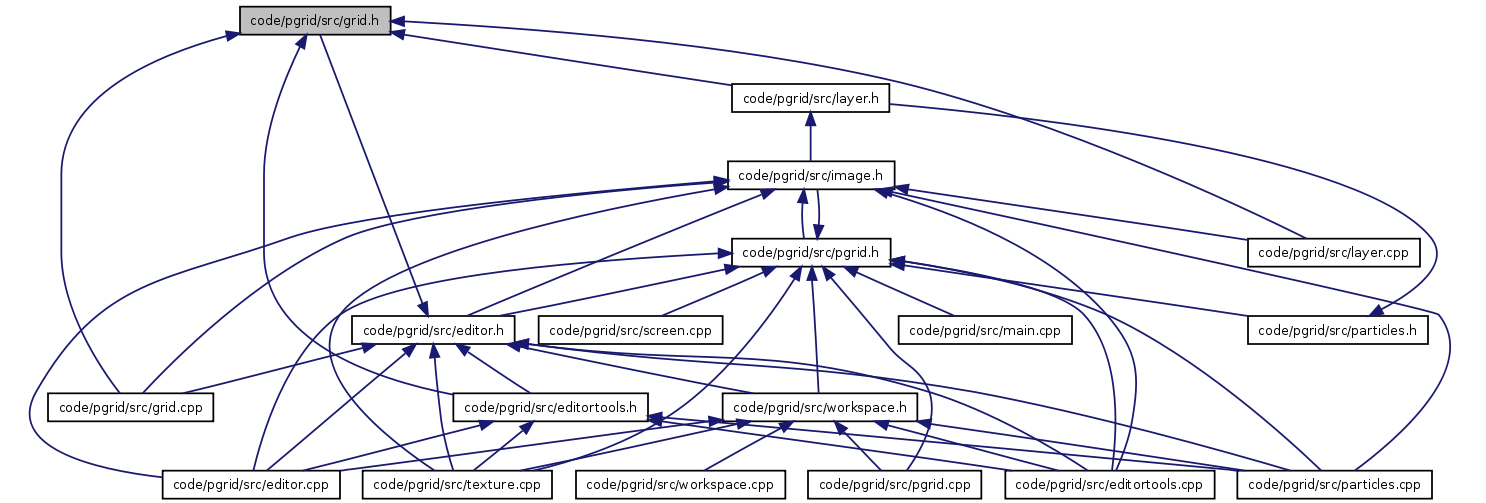 code/pgrid/src/grid.h
code/pgrid/src/layer.h
code/pgrid/src/image.h
code/pgrid/src/pgrid.h
code/pgrid/src/layer.cpp
code/pgrid/src/editor.h
code/pgrid/src/screen.cpp
code/pgrid/src/main.cpp
code/pgrid/src/particles.h
code/pgrid/src/grid.cpp
code/pgrid/src/editortools.h
code/pgrid/src/workspace.h
code/pgrid/src/editor.cpp
code/pgrid/src/texture.cpp
code/pgrid/src/workspace.cpp
code/pgrid/src/pgrid.cpp
code/pgrid/src/editortools.cpp
code/pgrid/src/particles.cpp